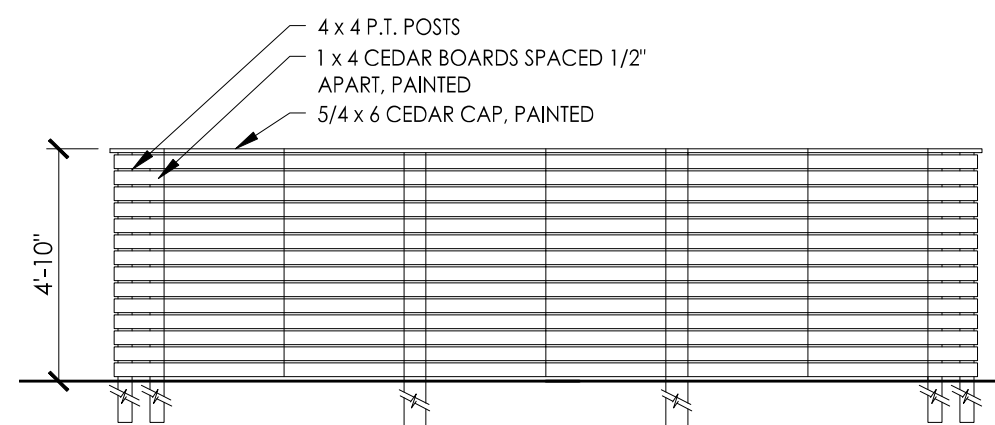 4 x 4 P.T. POSTS
1 x 4 CEDAR BOARDS SPACED 1/2"
APART, PAINTED
5/4 x 6 CEDAR CAP, PAINTED
4'-10"